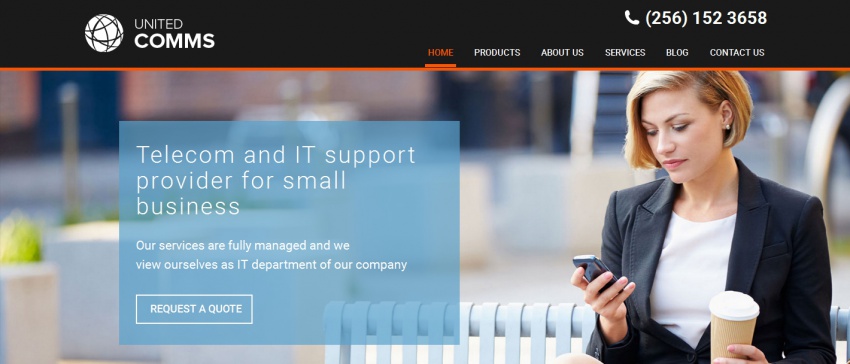 UNITED
COMMS
(256) 152 3658
HOME PRODUCTS ABOUT US SERVICES BLOG CONTACT US
Telecom and IT support
provider for small
business
Our services are fully managed and we
view ourselves as IT department of our company
REQUEST A QUOTE